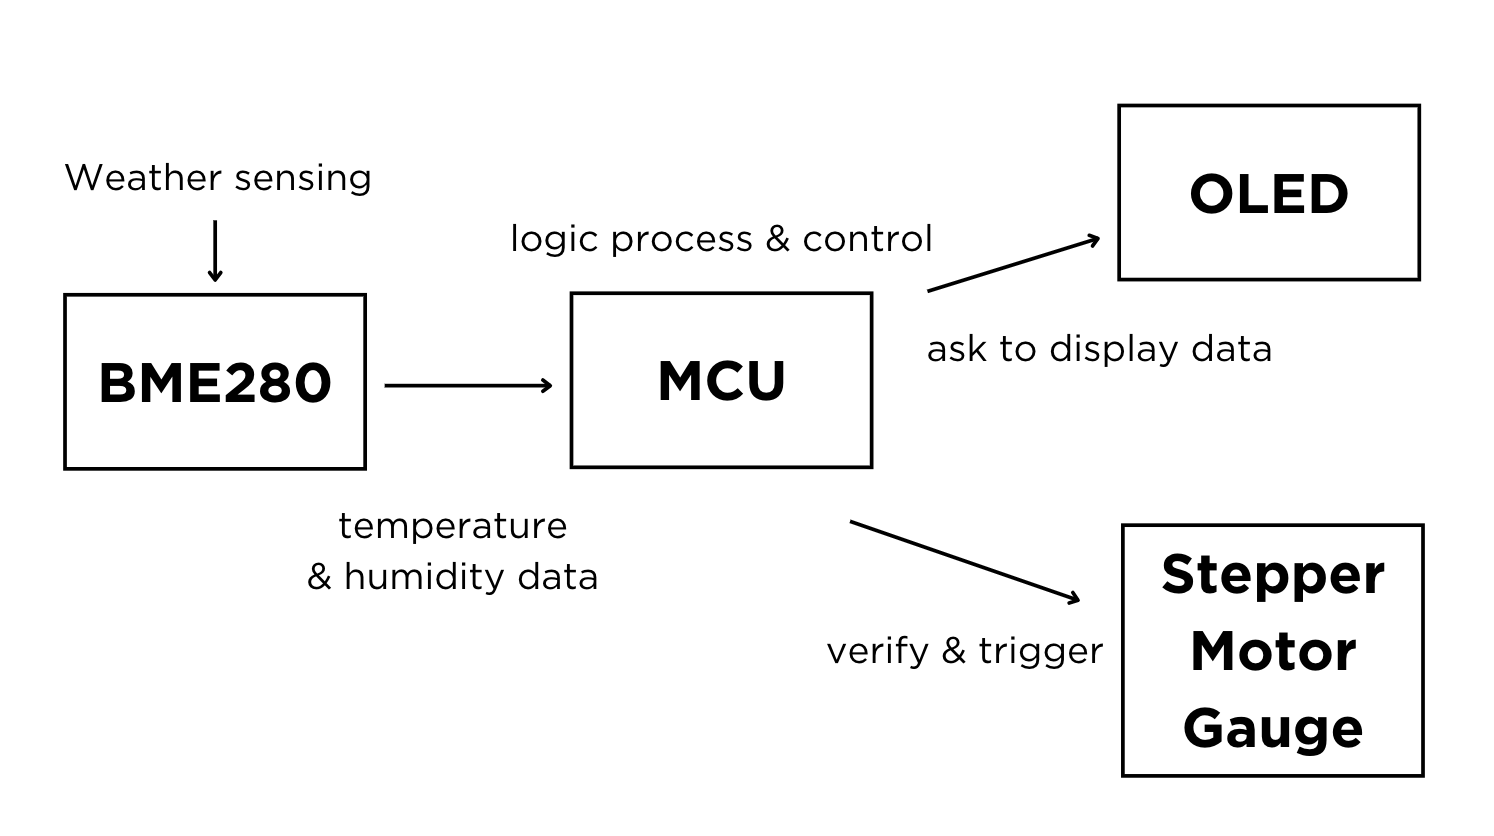 Weather sensing
BME280
temperature
& humidity data
logic process & control
MCU
ask to display data
OLED
verify & trigger
Stepper
Motor
Gauge